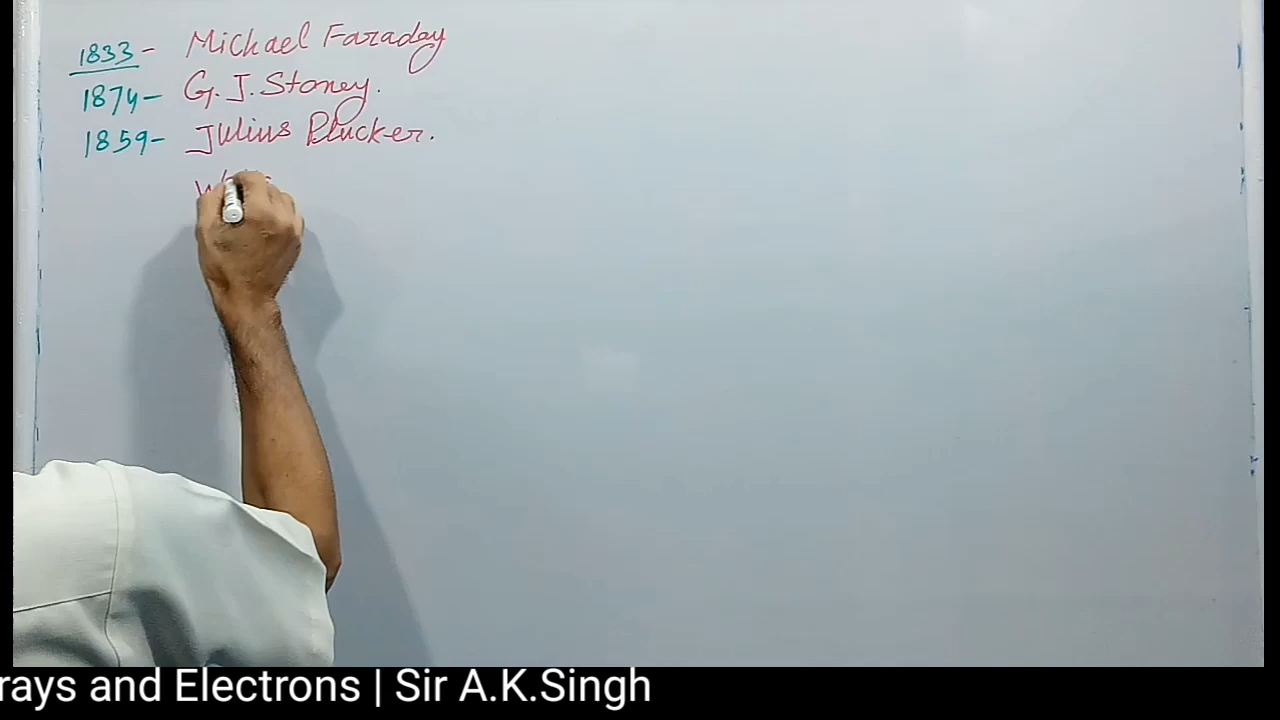 1833 - Michael Faraday
1874 - G. J. Stoney.
1859 - Julius Plucker.
rays and Electrons | Sir A.K.Singh